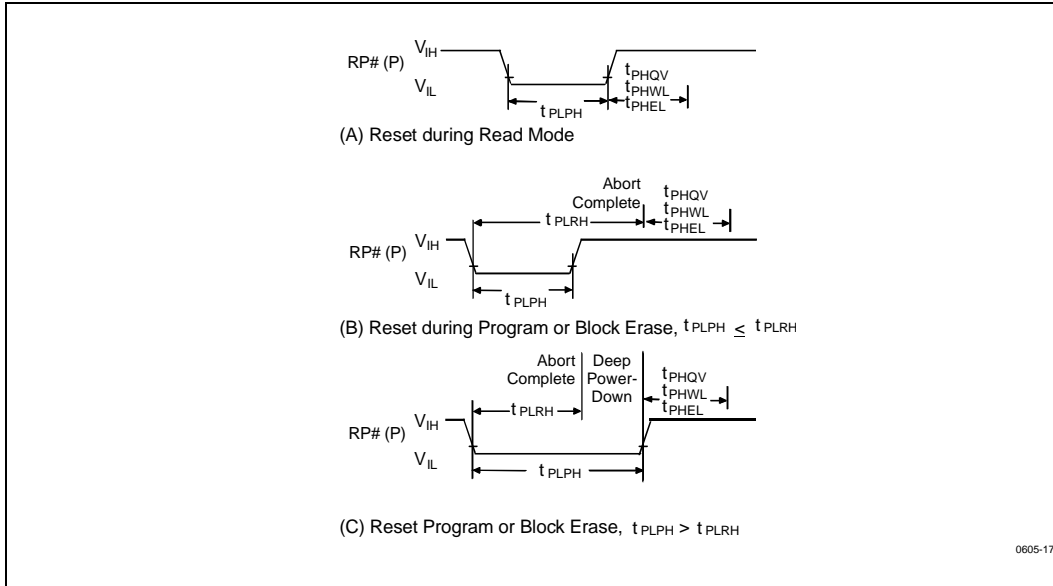 RP# (P)
VIH
VIL
tPLPH
tPHQV
tPHWL
tPHEL
(A) Reset during Read Mode
Abort
Complete
tPLRH
tPHQV
tPHWL
tPHEL
RP# (P)
VIH
VIL
tPLPH
(B) Reset during Program or Block Erase, tPLPH ≤ tPLRH
Abort
Complete
Deep
Power-
Down
tPLRH
tPHQV
tPHWL
tPHEL
RP# (P)
VIH
VIL
tPLPH
(C) Reset Program or Block Erase, tPLPH > tPLRH
0605-17